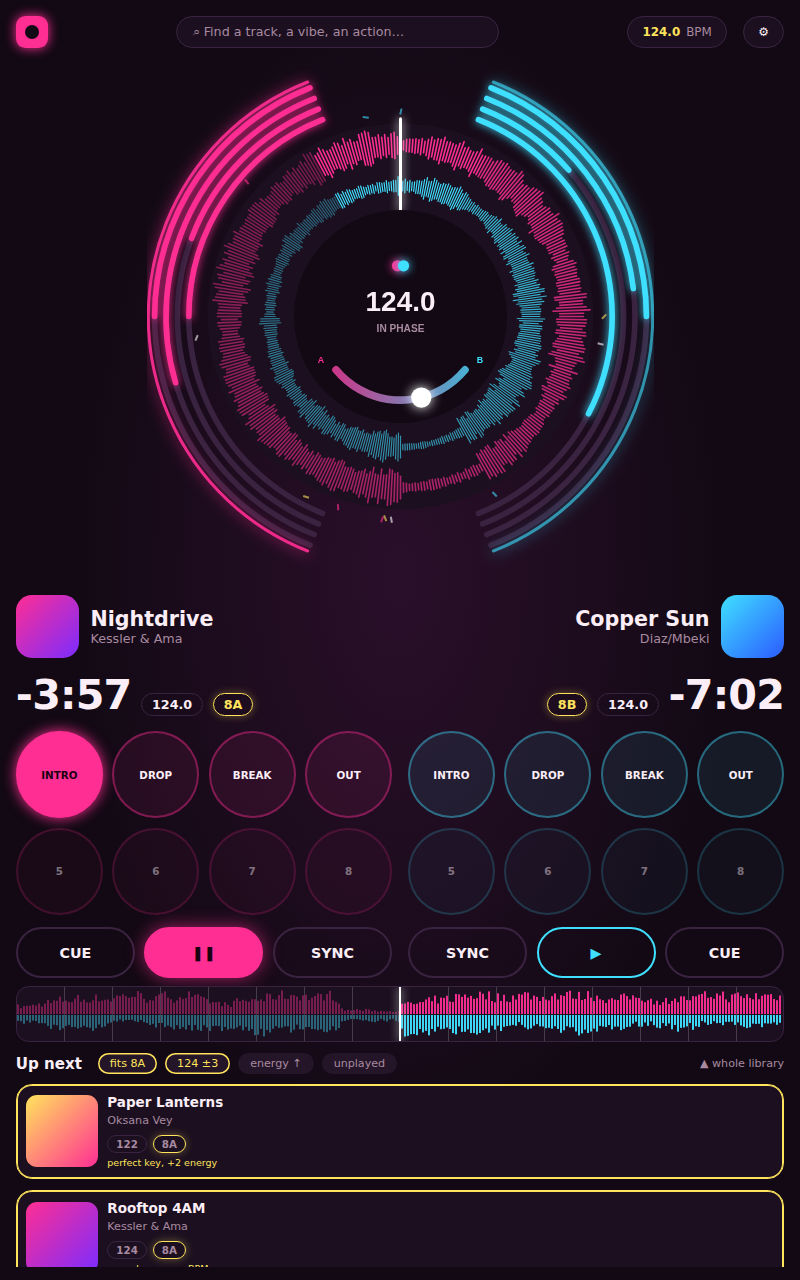 Find a track, a vibe, an action...
124.0 BPM
124.0
IN PHASE
A
B
Nightdrive
Kessler & Ama
Copper Sun
Diaz/Mbeki
-3:57
124.0
8A
8B
124.0
-7:02
INTRO
DROP
BREAK
OUT
INTRO
DROP
BREAK
OUT
5
6
7
8
5
6
7
8
CUE
SYNC
SYNC
CUE
Up next
fits 8A
124 ±3
energy ↑
unplayed
▲ whole library
Paper Lanterns
Oksana Vey
122
8A
perfect key, +2 energy
Rooftop 4AM
Kessler & Ama
124
8A